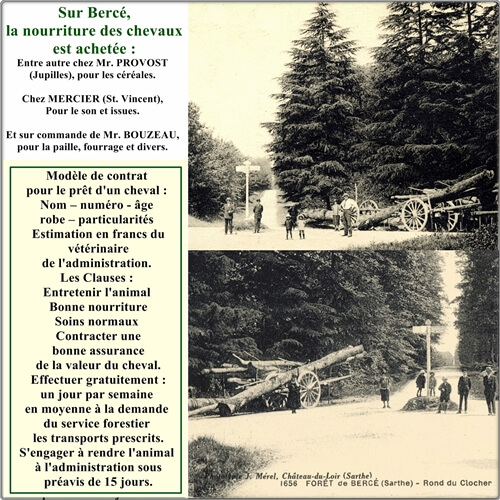 Sur Bercé,
la nourriture des chevaux
est achetée :
Entre autre chez Mr. PROVOST
(Jupilles), pour les céréales.
Chez MERCIER (St. Vincent),
Pour le son et issues.
Et sur commande de Mr. BOUZEAU,
pour la paille, fourrage et divers.
Modèle de contrat
pour le prêt d'un cheval :
Nom – numéro - âge
robe – particularités
Estimation en francs du
vétérinaire
de l'administration.
Les Clauses :
Entretenir l'animal
Bonne nourriture
Soins normaux
Contracter une
bonne assurance
de la valeur du cheval.
Effectuer gratuitement :
un jour par semaine
en moyenne à la demande
du service forestier
les transports prescrits.
S'engager à rendre l'animal
à l'administration sous
préavis de 15 jours.
J. Mérel, Château-du-Loir (Sarthe)
1656 FORÊT de BERCÉ (Sarthe) - Rond du Clocher